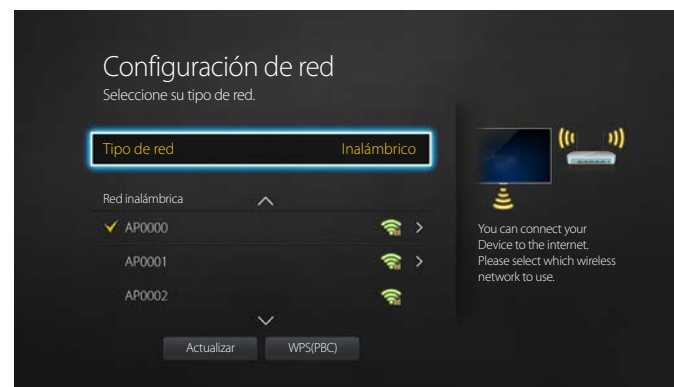 Configuración de red
Seleccione su tipo de red.
Tipo de red Inalámbrico
Red inalámbrica
AP0000
AP0001
AP0002
Actualizar WPS(PBC)
You can connect your
Device to the internet.
Please select which wireless
network to use.